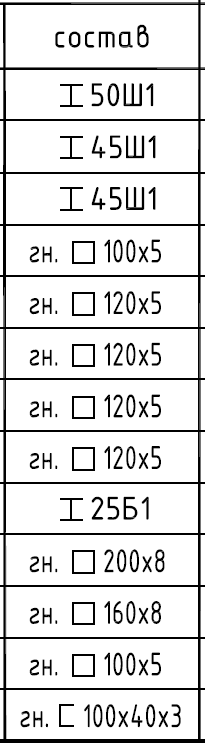 состав
⌶ 50Ш1
⌶ 45Ш1
⌶ 45Ш1
гн. □ 100x5
гн. □ 120x5
гн. □ 120x5
гн. □ 120x5
гн. □ 120x5
⌶ 25Б1
гн. □ 200x8
гн. □ 160x8
гн. □ 100x5
гн. [ 100x40x3